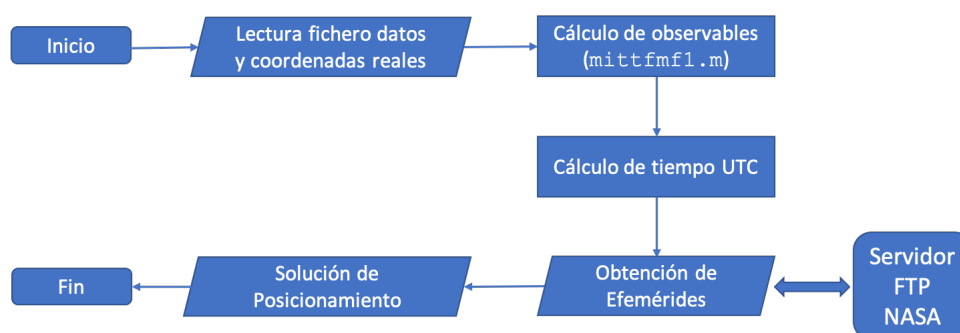 Inicio
Lectura fichero datos
y coordenadas reales
Cálculo de observables
(mittfmf1.m)
Cálculo de tiempo UTC
Fin
Solución de
Posicionamiento
Obtención de
Efemérides
Servidor
FTP
NASA